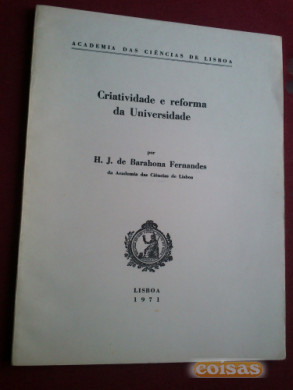 ACADEMIA DAS CIÊNCIAS DE LISBOA
Criatividade e reforma
da Universidade
por
H. J. de Barahona Fernandes
da Academia das Ciências de Lisboa
LISBOA
1971
coisas